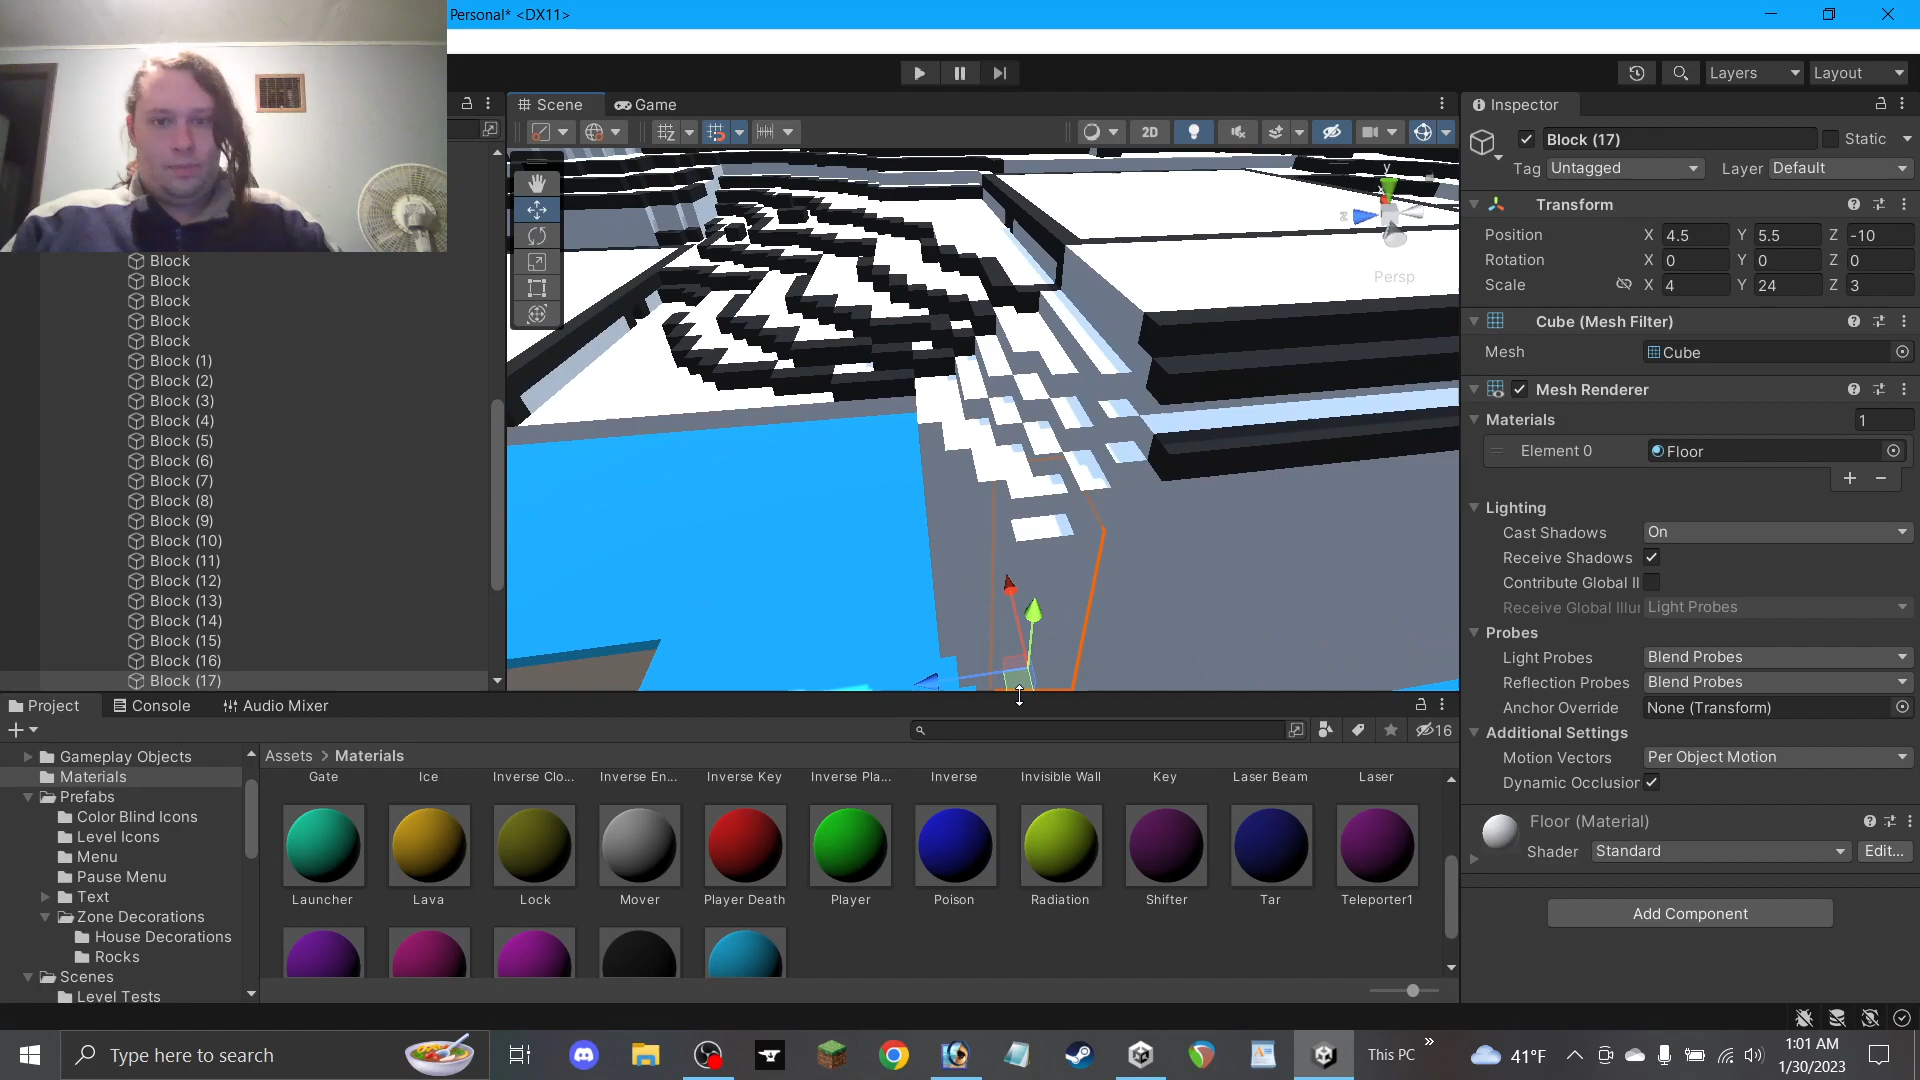 Personal* <DX11>
Layers
Layout
Scene
Game
2D
Y
X
Z
Persp
Inspector
Block (17)
Static
Tag Untagged Layer Default
Transform
Position X 4.5 Y 5.5 Z -10
Rotation X 0 Y 0 Z 0
Scale X 4 Y 24 Z 3
Cube (Mesh Filter)
Mesh Cube
Mesh Renderer
Materials 1
Element 0 Floor
Lighting
Cast Shadows On
Receive Shadows
Contribute Global Il
Receive Global Illu Light Probes
Probes
Light Probes Blend Probes
Reflection Probes Blend Probes
Anchor Override None (Transform)
Additional Settings
Motion Vectors Per Object Motion
Dynamic Occlusion
Floor (Material)
Shader Standard Edit...
Add Component
Block
Block
Block
Block
Block
Block (1)
Block (2)
Block (3)
Block (4)
Block (5)
Block (6)
Block (7)
Block (8)
Block (9)
Block (10)
Block (11)
Block (12)
Block (13)
Block (14)
Block (15)
Block (16)
Block (17)
Project Console Audio Mixer
16
Gameplay Objects
Materials
Prefabs
Color Blind Icons
Level Icons
Menu
Pause Menu
Text
Zone Decorations
House Decorations
Rocks
Scenes
Level Tests
Assets > Materials
Gate Ice Inverse Clo... Inverse En... Inverse Key Inverse Pla... Inverse Invisible Wall Key Laser Beam Laser
Launcher Lava Lock Mover Player Death Player Poison Radiation Shifter Tar Teleporter1
Type here to search
This PC
41°F
1:01 AM
1/30/2023